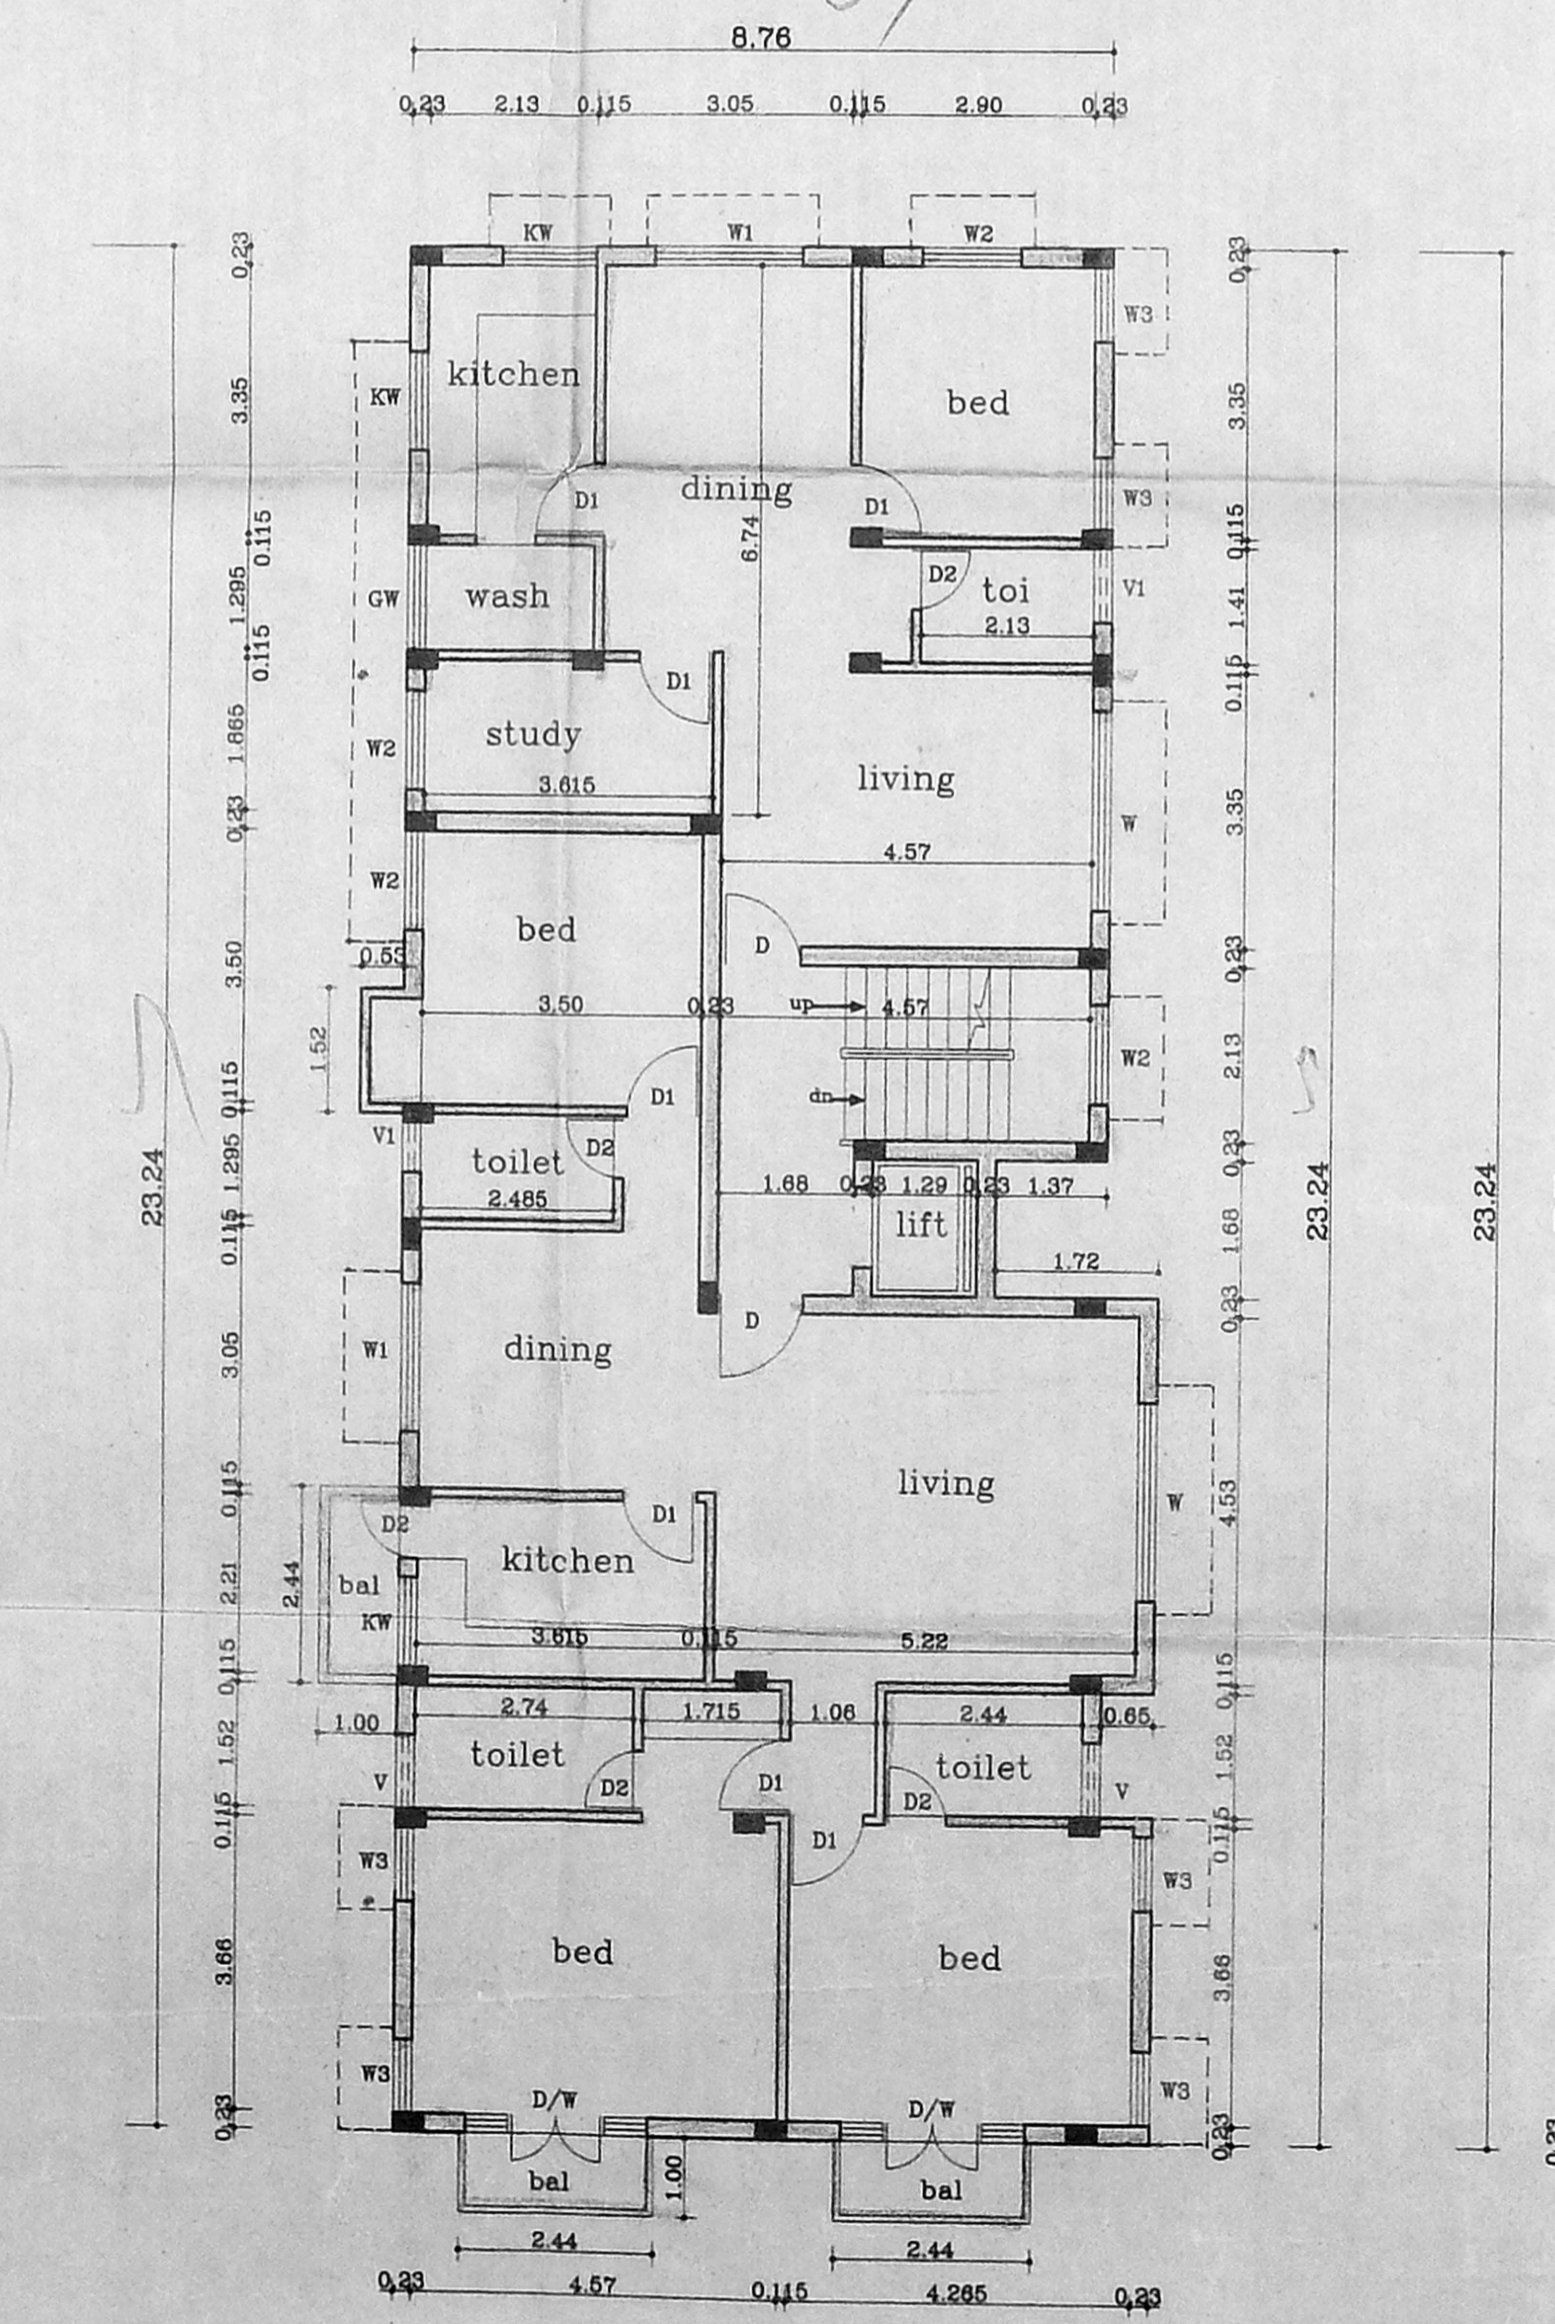 8.76
0.23 2.13 0.115 3.05 0.115 2.90 0.23
KW W1 W2
0.23 0.23
W3
kitchen
KW 3.35 bed 3.35
dining
D1 D1 W3
0.115 6.74 0.115
1.295 GW wash D2 toi V1 1.41
2.13
0.115 D1 0.115
1.865 W2 study living
3.615 3.35
0.23 W
4.57
W2
bed D
0.53 0.23
3.50 3.50 0.23 up 4.57
1.52 W2 2.13
0.115 D1 dn
V1 D2 0.23
23.24 1.295 toilet 23.24 23.24
2.485 1.68 0.23 1.29 0.23 1.37
0.115 lift 1.68
1.72
D 0.23
3.05 W1 dining
living
0.115 D1 W 4.53
D2
kitchen
2.44 2.21 bal
KW
3.615 0.115 5.22
0.115 0.115
1.00 2.74 1.715 1.06 2.44 0.65
1.52 toilet toilet 1.52
V D2 D1 D2 V
0.115 D1 0.115
W3 W3
bed bed
3.66 3.66
W3 W3
D/W D/W
0.23 0.23
bal 1.00 bal
2.44 2.44
0.23 4.57 0.115 4.265 0.23